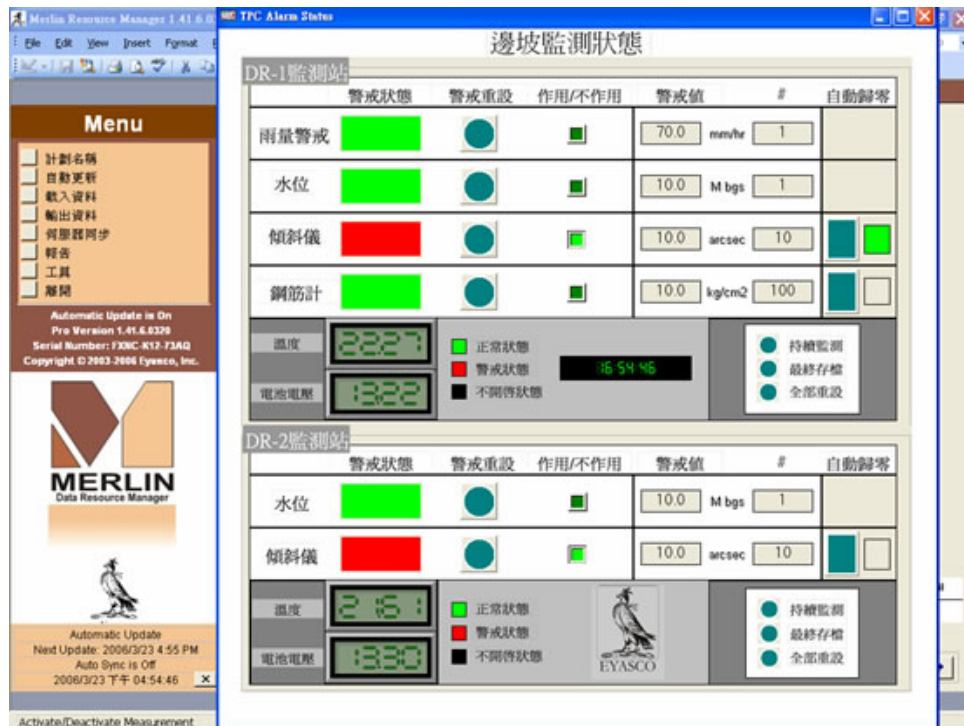 Merlin Resource Manager 1.41.6.0
TPC Alarm Status
File Edit View Insert Format
邊坡監測狀態
Menu
計劃名稱
自動更新
載入資料
輸出資料
伺服器同步
報告
工具
離開
Automatic Update is On
Pro Version 1.41.6.0320
Serial Number: FXNC-K12-73AQ
Copyright © 2003-2006 Eyasco, Inc.
MERLIN
Data Resource Manager
Automatic Update
Next Update: 2006/3/23 4:55 PM
Auto Sync is Off
2006/3/23 下午 04:54:46
Activate/Deactivate Measurement
DR-1監測站
警戒狀態 警戒重設 作用/不作用 警戒值 # 自動歸零
雨量警戒 70.0 mm/hr 1
水位 10.0 M bgs 1
傾斜儀 10.0 arcsec 10
鋼筋計 10.0 kg/cm2 100
溫度 22.27
電池電壓 13.22
正常狀態
警戒狀態
不開啓狀態
16 54 46
持續監測
最終存檔
全部重設
DR-2監測站
警戒狀態 警戒重設 作用/不作用 警戒值 # 自動歸零
水位 10.0 M bgs 1
傾斜儀 10.0 arcsec 10
溫度 21.61
電池電壓 13.30
正常狀態
警戒狀態
不開啓狀態
EYASCO
持續監測
最終存檔
全部重設